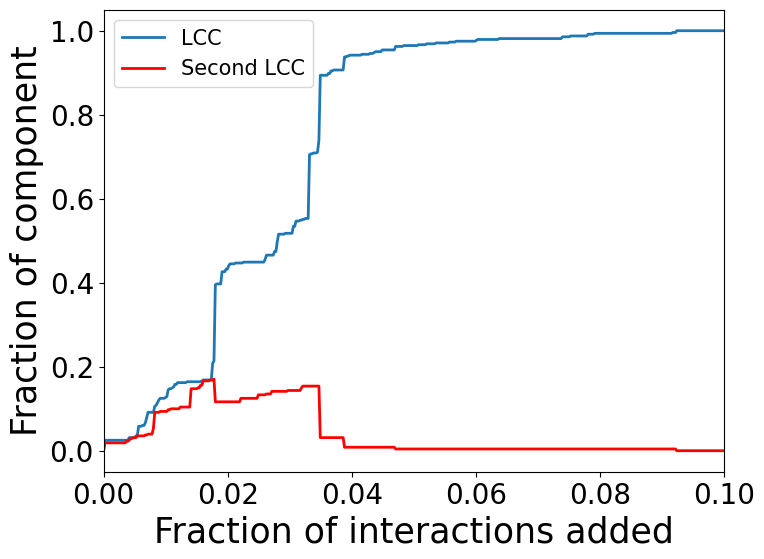 LCC
Second LCC
Fraction of component
1.0
0.8
0.6
0.4
0.2
0.0
0.00 0.02 0.04 0.06 0.08 0.10
Fraction of interactions added